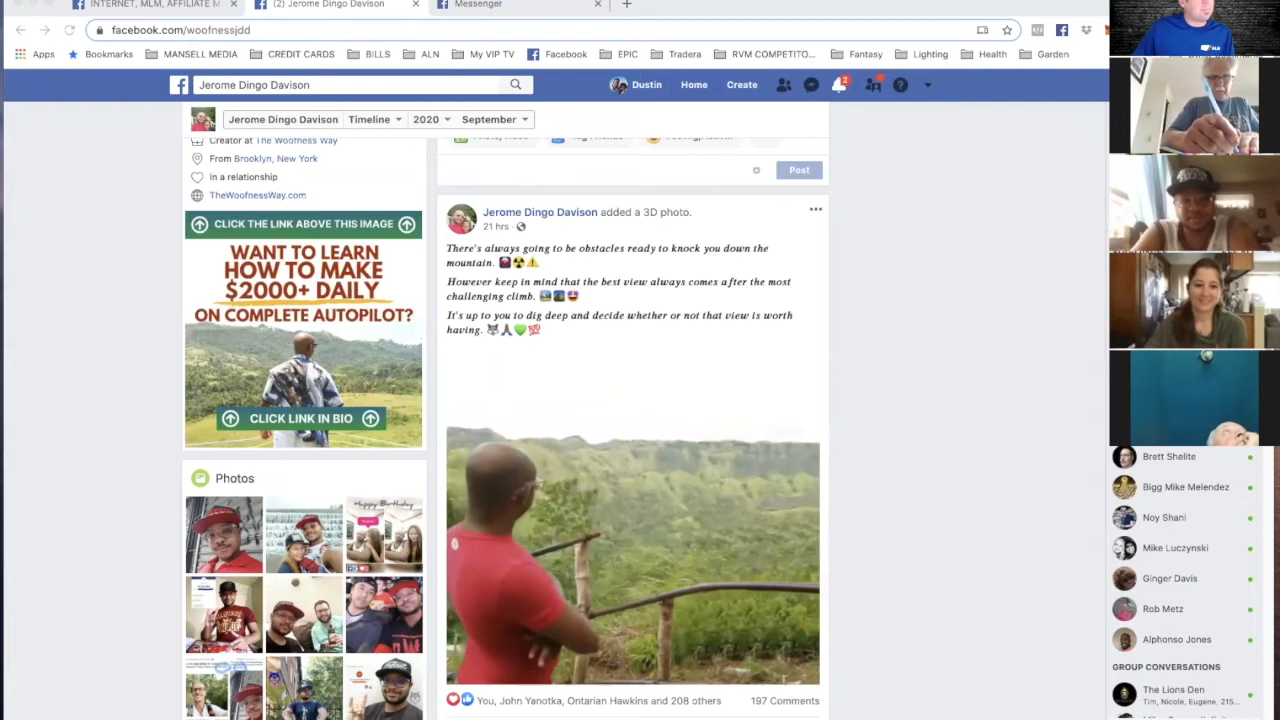 INTERNET, MLM, AFFILIATE M
(2) Jerome Dingo Davison
Messenger
facebook.com/woofnessjdd
Apps
Bookmarks
MANSELL MEDIA
CREDIT CARDS
BILLS
My VIP TV
Facebook
EPIC
Tradera
RVM COMPETITO...
Fantasy
Lighting
Health
Garden
Jerome Dingo Davison
Dustin
Home
Create
2
Jerome Dingo Davison
Timeline
2020
September
Creator at The Woofness Way
From Brooklyn, New York
In a relationship
TheWoofnessWay.com
CLICK THE LINK ABOVE THIS IMAGE
WANT TO LEARN
HOW TO MAKE
$2000+ DAILY
ON COMPLETE AUTOPILOT?
CLICK LINK IN BIO
Photos
Happy Birthday
Post
Jerome Dingo Davison added a 3D photo.
21 hrs
There's always going to be obstacles ready to knock you down the
mountain.
However keep in mind that the best view always comes after the most
challenging climb.
It's up to you to dig deep and decide whether or not that view is worth
having. 💯
You, John Yanotka, Ontarian Hawkins and 208 others
197 Comments
Brett Shelite
Bigg Mike Melendez
Noy Shani
Mike Luczynski
Ginger Davis
Rob Metz
Alphonso Jones
GROUP CONVERSATIONS
The Lions Den
Tim, Nicole, Eugene, 215...